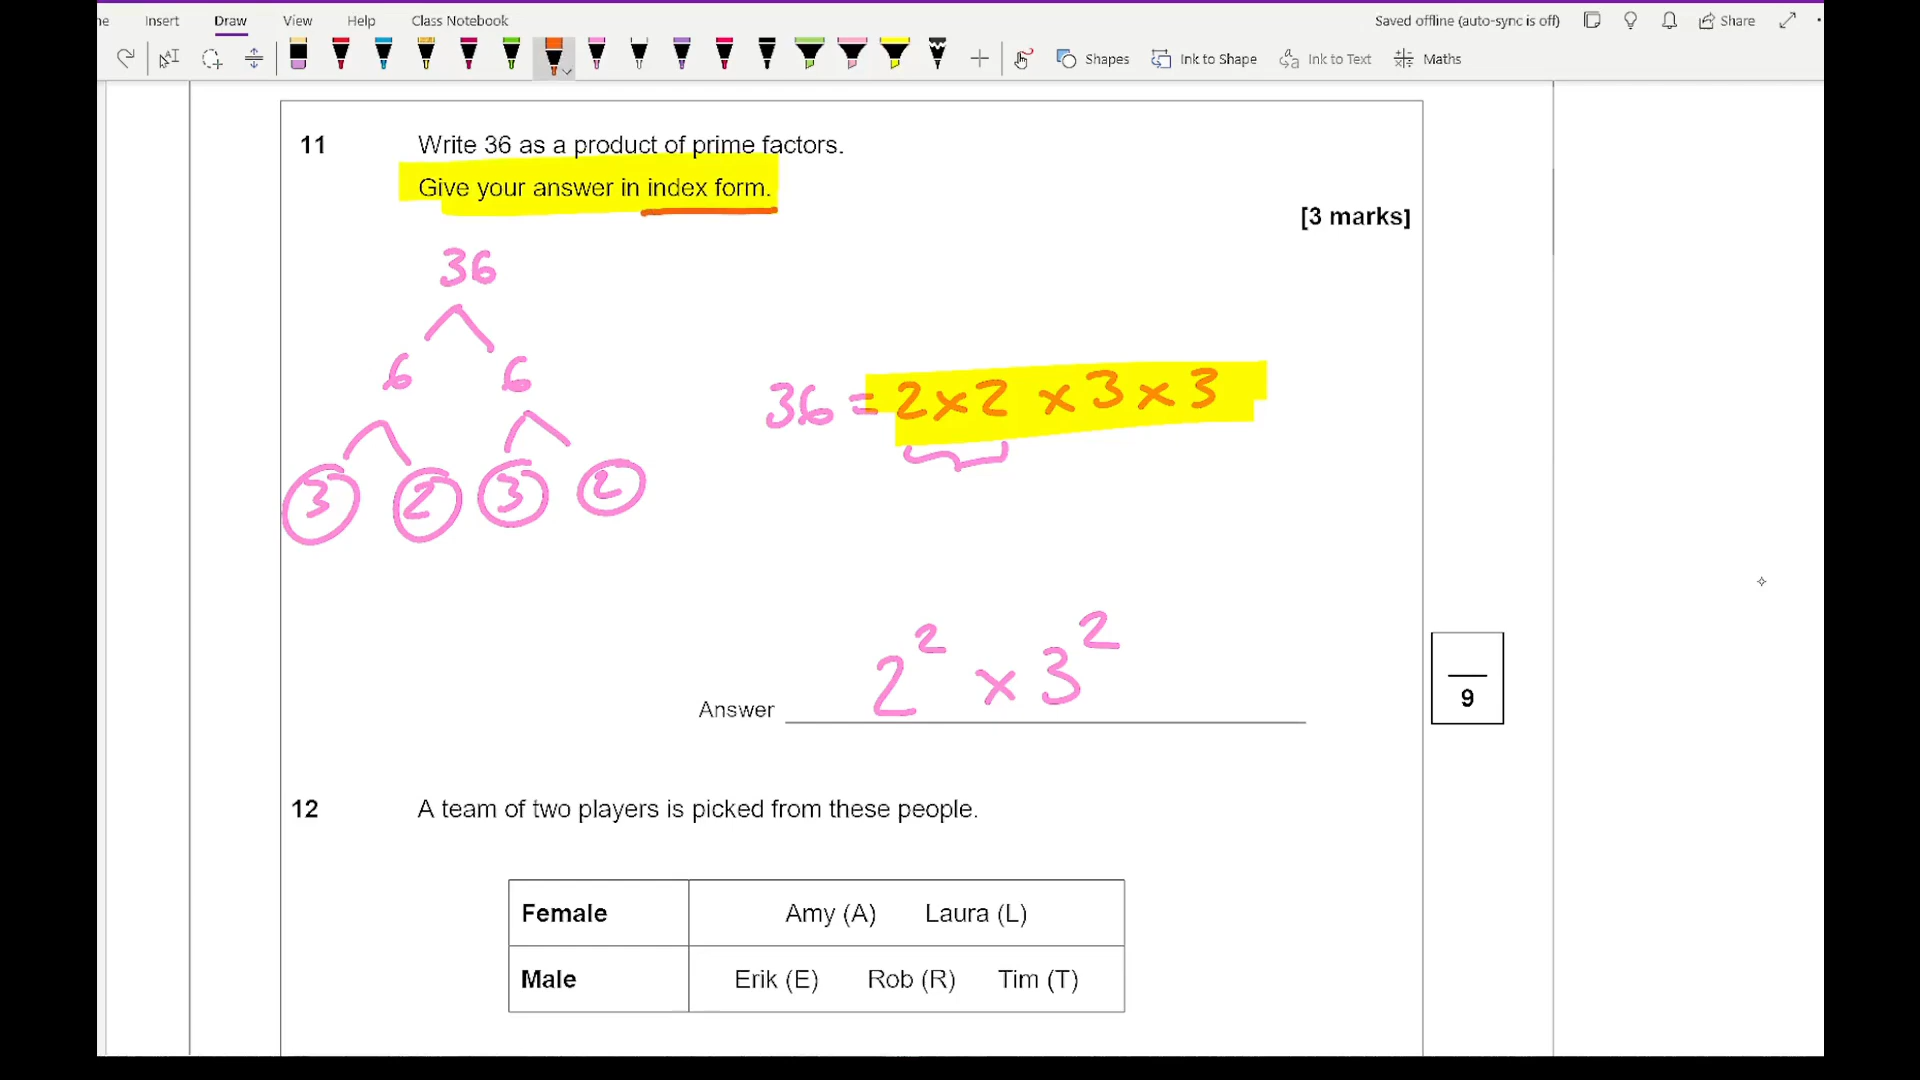 ne Insert Draw View Help Class Notebook Saved offline (auto-sync is off) Share
Shapes Ink to Shape Ink to Text Maths
11 Write 36 as a product of prime factors.
Give your answer in index form.
[3 marks]
36
6 6
36 = 2 × 2 × 3 × 3
3 2 3 2
2² × 3²
Answer
9
12 A team of two players is picked from these people.
Female Amy (A) Laura (L)
Male Erik (E) Rob (R) Tim (T)